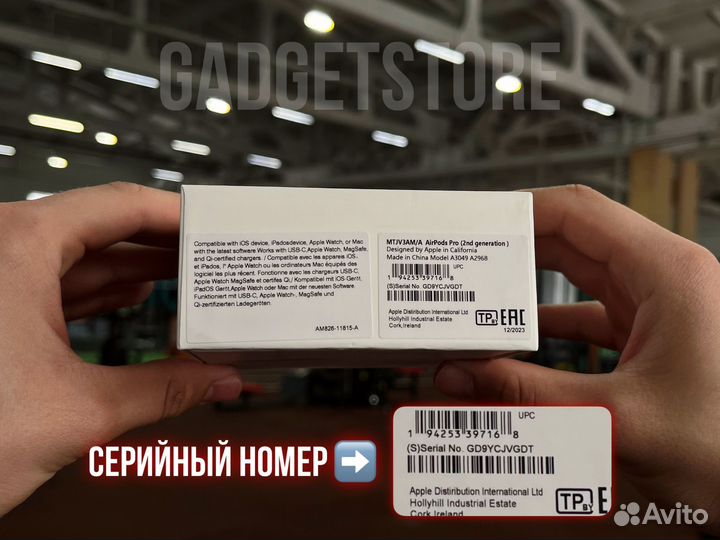 GADGETSTORE
Compatible with iOS device, iPadosadevice, Apple Watch, or Mac
with the latest software Works with USB-C,Apple Watch, MagSafe,
and Qi-certified chargers. / Compatible avec les appareils iOS-
et iPados, l' Apple Watch ou les ordinateurs Mac équipés des
logiciel les plus récent. Fonctionne avec les chargeurs USB-C,
Apple Watch MagSafe et certifes Qi./ Kompatibel mit iOS-Gerät,
iPadOS Gerät,Apple Watch oder Mac mit der neuesten Software.
Funktioniert mit USB-C, Apple Watch-, MagSafe und
Qi-zertifizierten Ladegeräten.
AM826-11815-A
MTJV3AM/A AirPods Pro (2nd generation )
Designed by Apple in California
Made in China Model A3049 A2968
UPC
1 94253 39716 8
(S)Serial No. GD9YCJVGDT
Apple Distribution International Ltd
Hollyhill Industrial Estate
Cork,Ireland
TP BY EAC
12/2023
СЕРИЙНЫЙ НОМЕР
UPC
1 94253 39716 8
(S)Serial No. GD9YCJVGDT
Apple Distribution International Ltd
Hollyhill Industrial Estate
Cork,Ireland
TP BY E
Avito